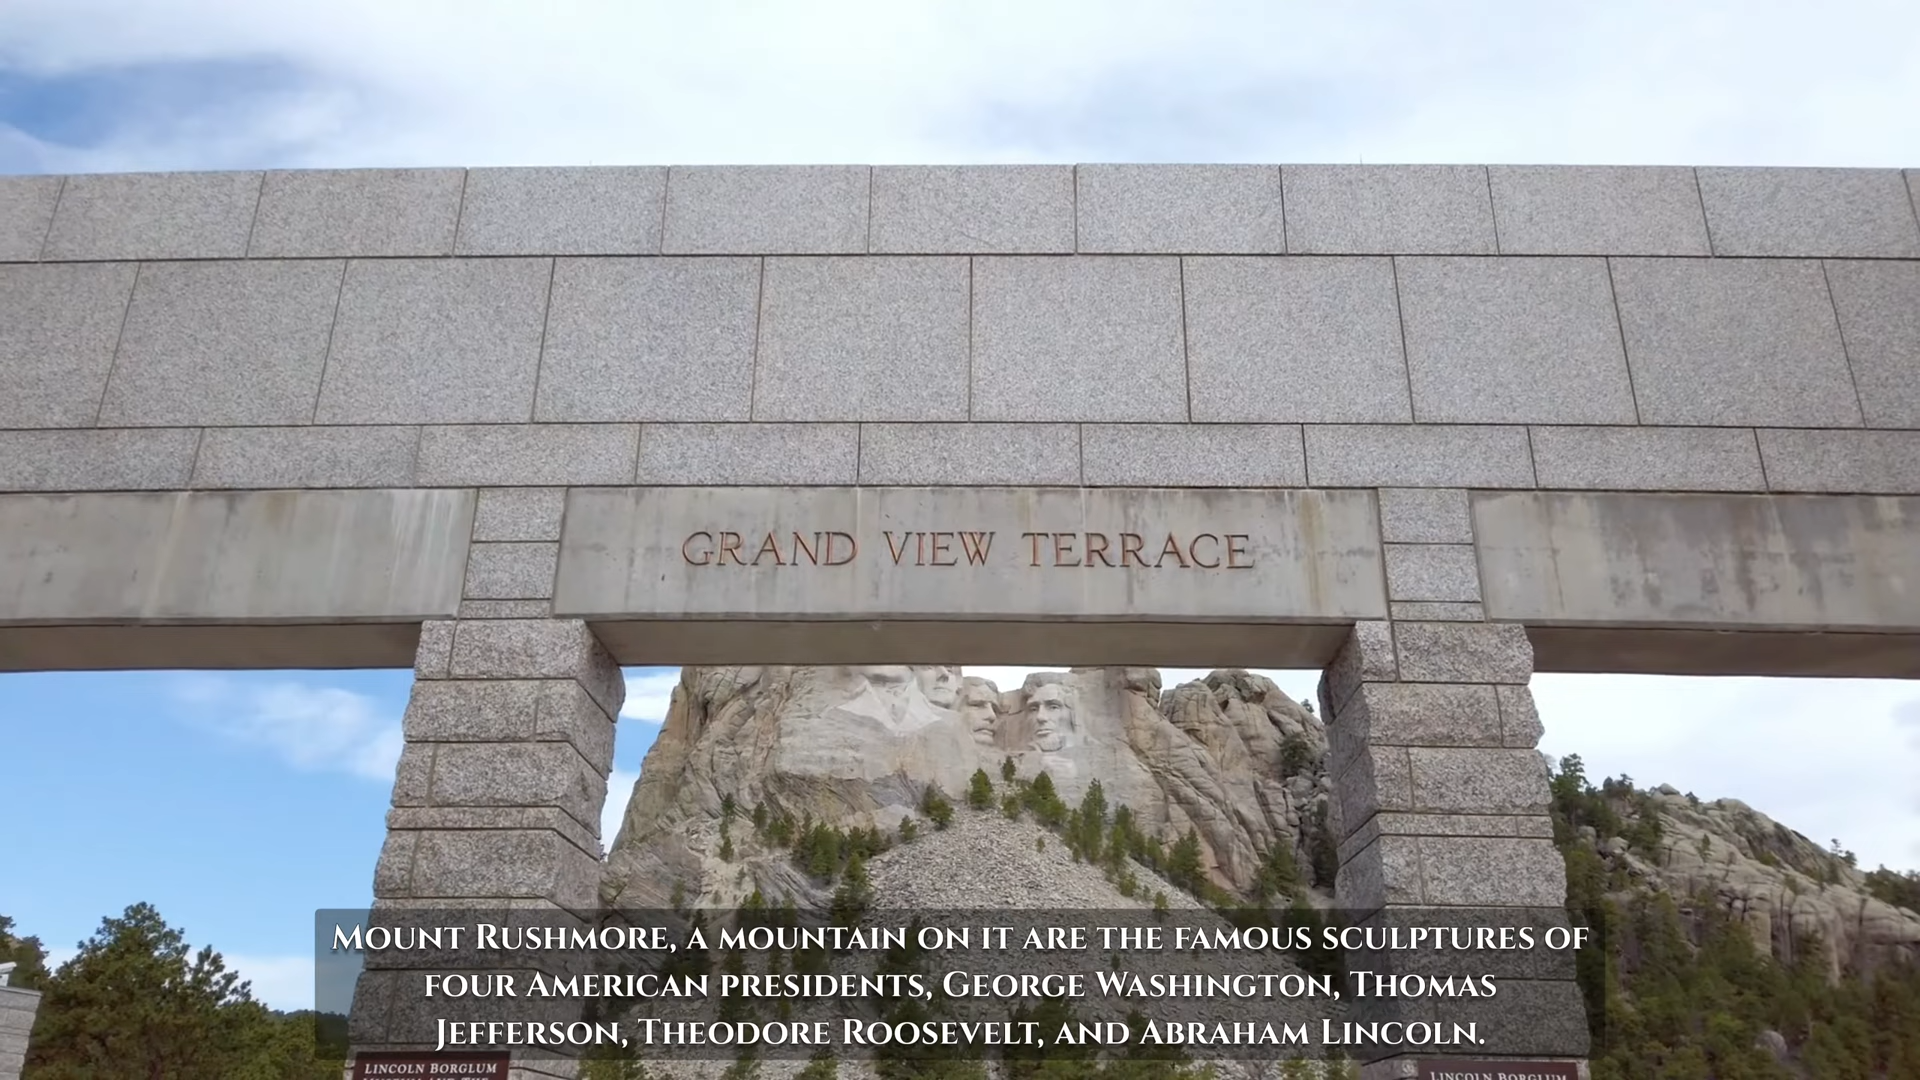 GRAND VIEW TERRACE
MOUNT RUSHMORE, A MOUNTAIN ON IT ARE THE FAMOUS SCULPTURES OF
FOUR AMERICAN PRESIDENTS, GEORGE WASHINGTON, THOMAS
JEFFERSON, THEODORE ROOSEVELT, AND ABRAHAM LINCOLN.
LINCOLN BORGLUM
LINCOLN BORGLUM